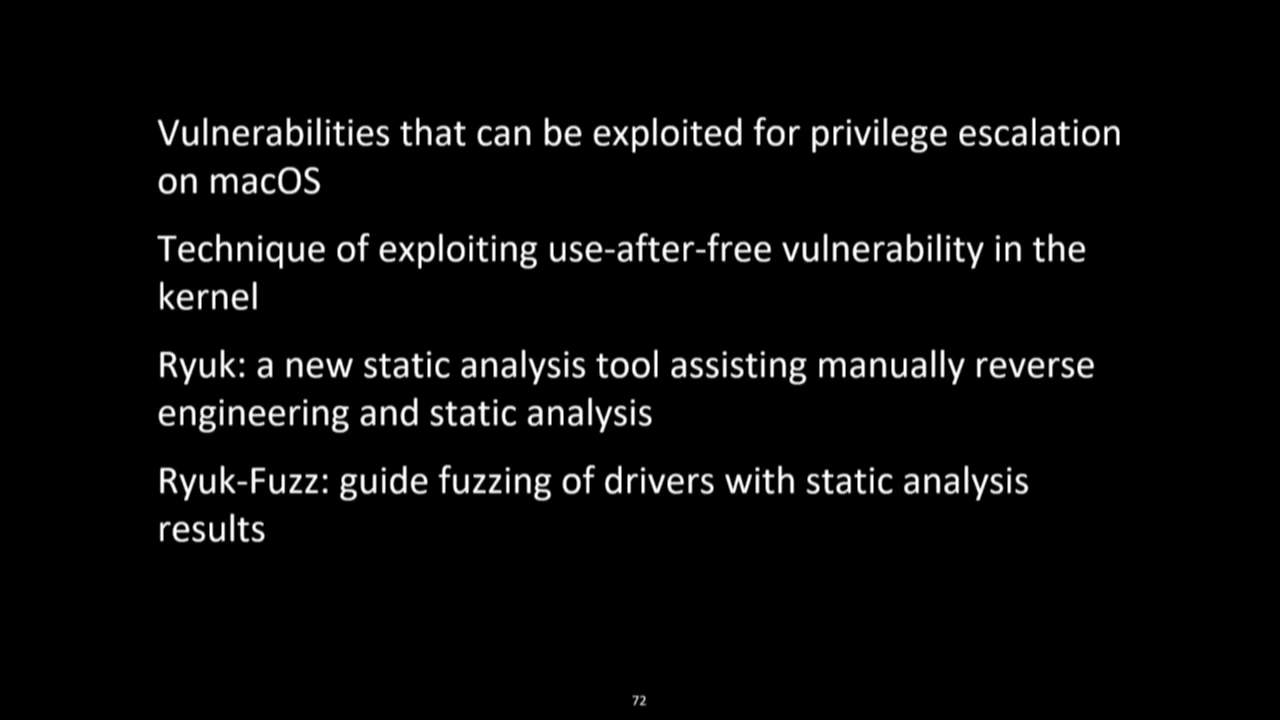 Vulnerabilities that can be exploited for privilege escalation
on macOS
Technique of exploiting use-after-free vulnerability in the
kernel
Ryuk: a new static analysis tool assisting manually reverse
engineering and static analysis
Ryuk-Fuzz: guide fuzzing of drivers with static analysis
results
72